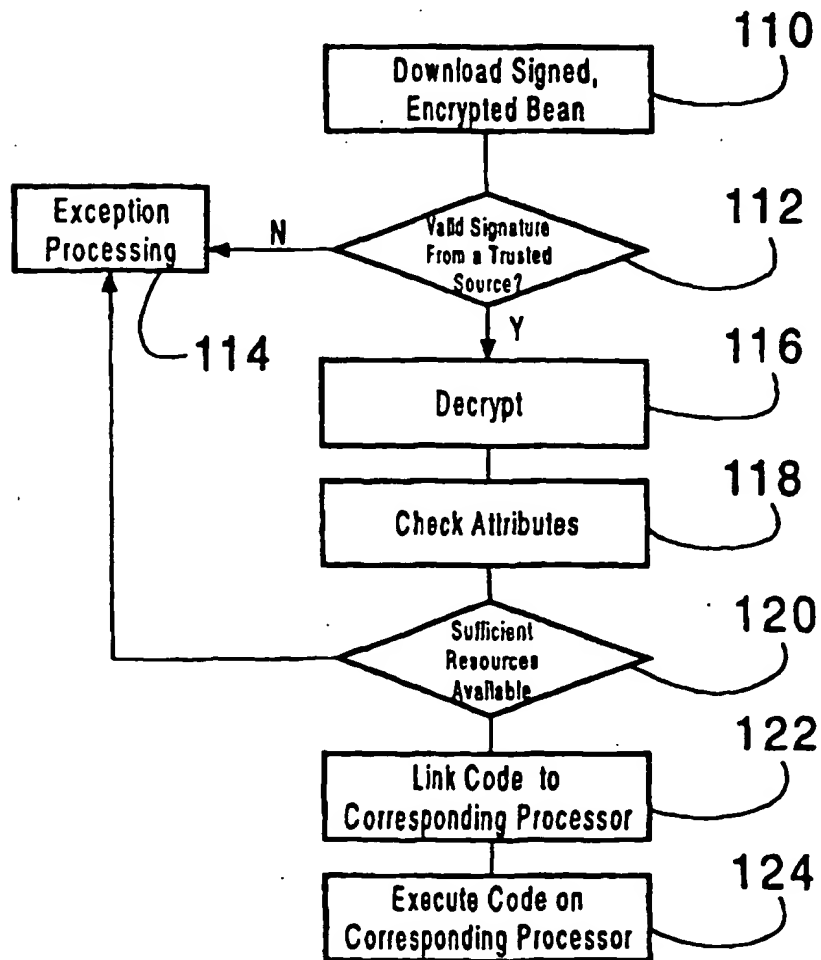 110
Download Signed,
Encrypted Bean
Exception
Processing
N
Valid Signature
From a Trusted
Source?
112
114
Y
116
Decrypt
118
Check Attributes
120
Sufficient
Resources
Available
122
Link Code to
Corresponding Processor
124
Execute Code on
Corresponding Processor